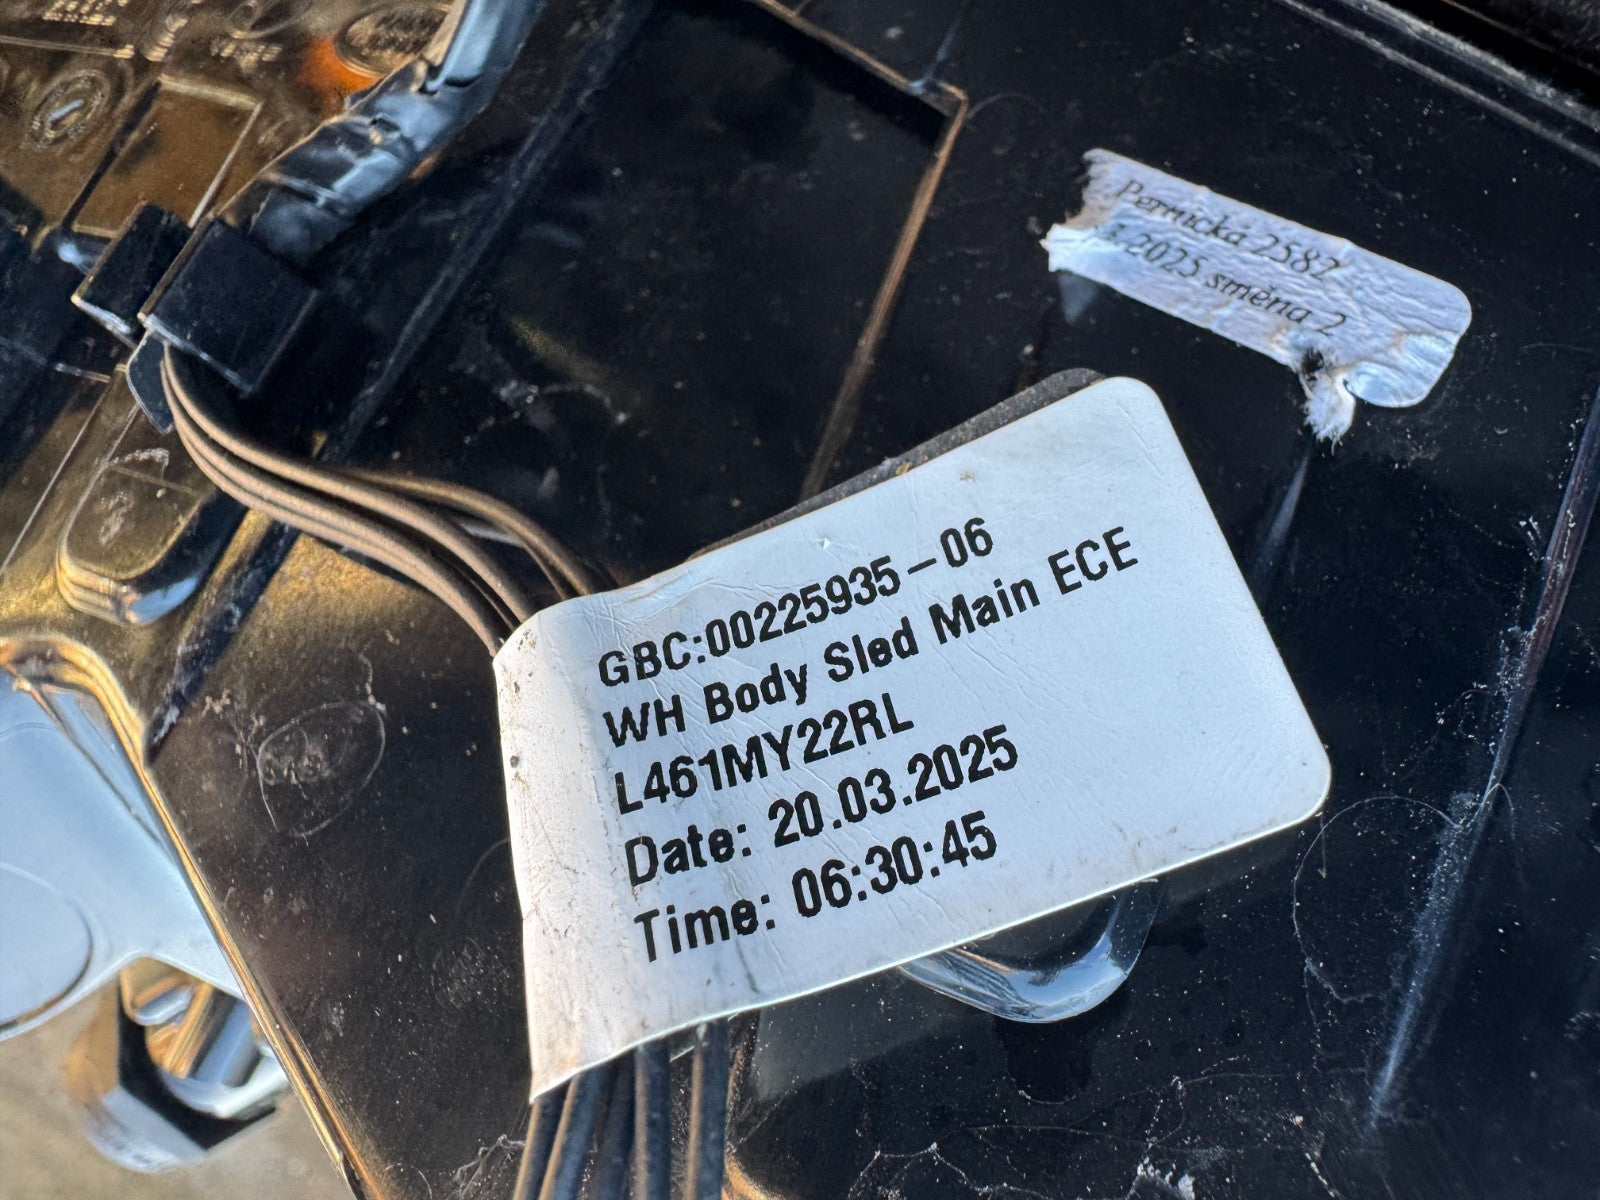 Pernicka 2587
.2025 směna 2
GBC:00225935-06
WH Body Sled Main ECE
L461MY22RL
Date: 20.03.2025
Time: 06:30:45